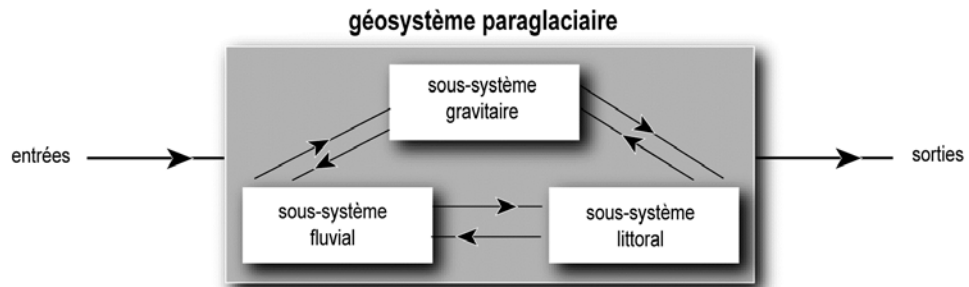 géosystème paraglaciaire
sous-système
gravitaire
entrées
sorties
sous-système
fluvial
sous-système
littoral